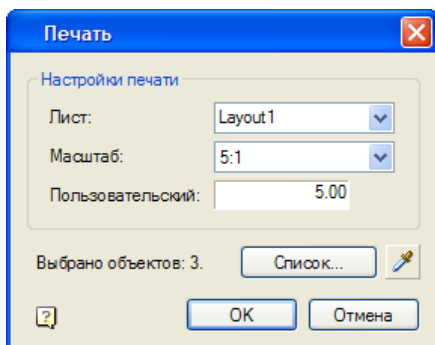 Печать
Настройки печати
Лист: Layout1
Масштаб: 5:1
Пользовательский: 5.00
Выбрано объектов: 3. Список...
? OK Отмена